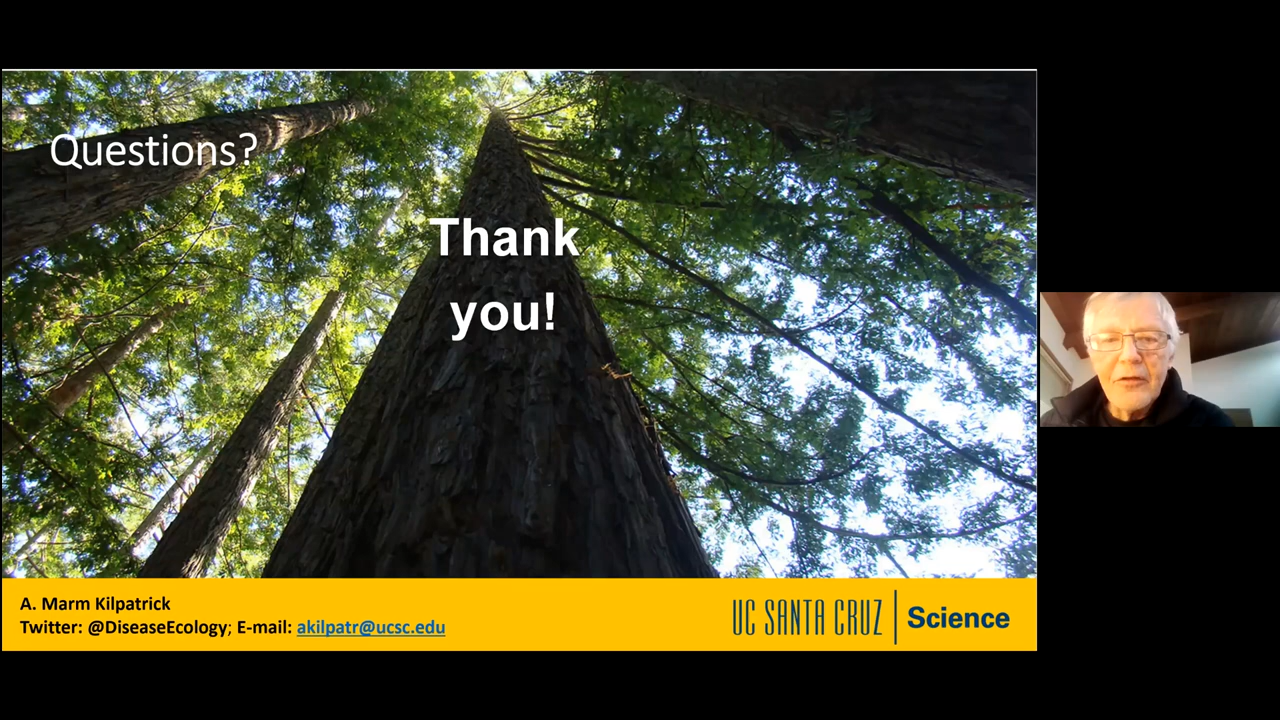 Questions?
Thank
you!
A. Marm Kilpatrick
Twitter: @DiseaseEcology; E-mail: akilpatr@ucsc.edu
UC SANTA CRUZ | Science